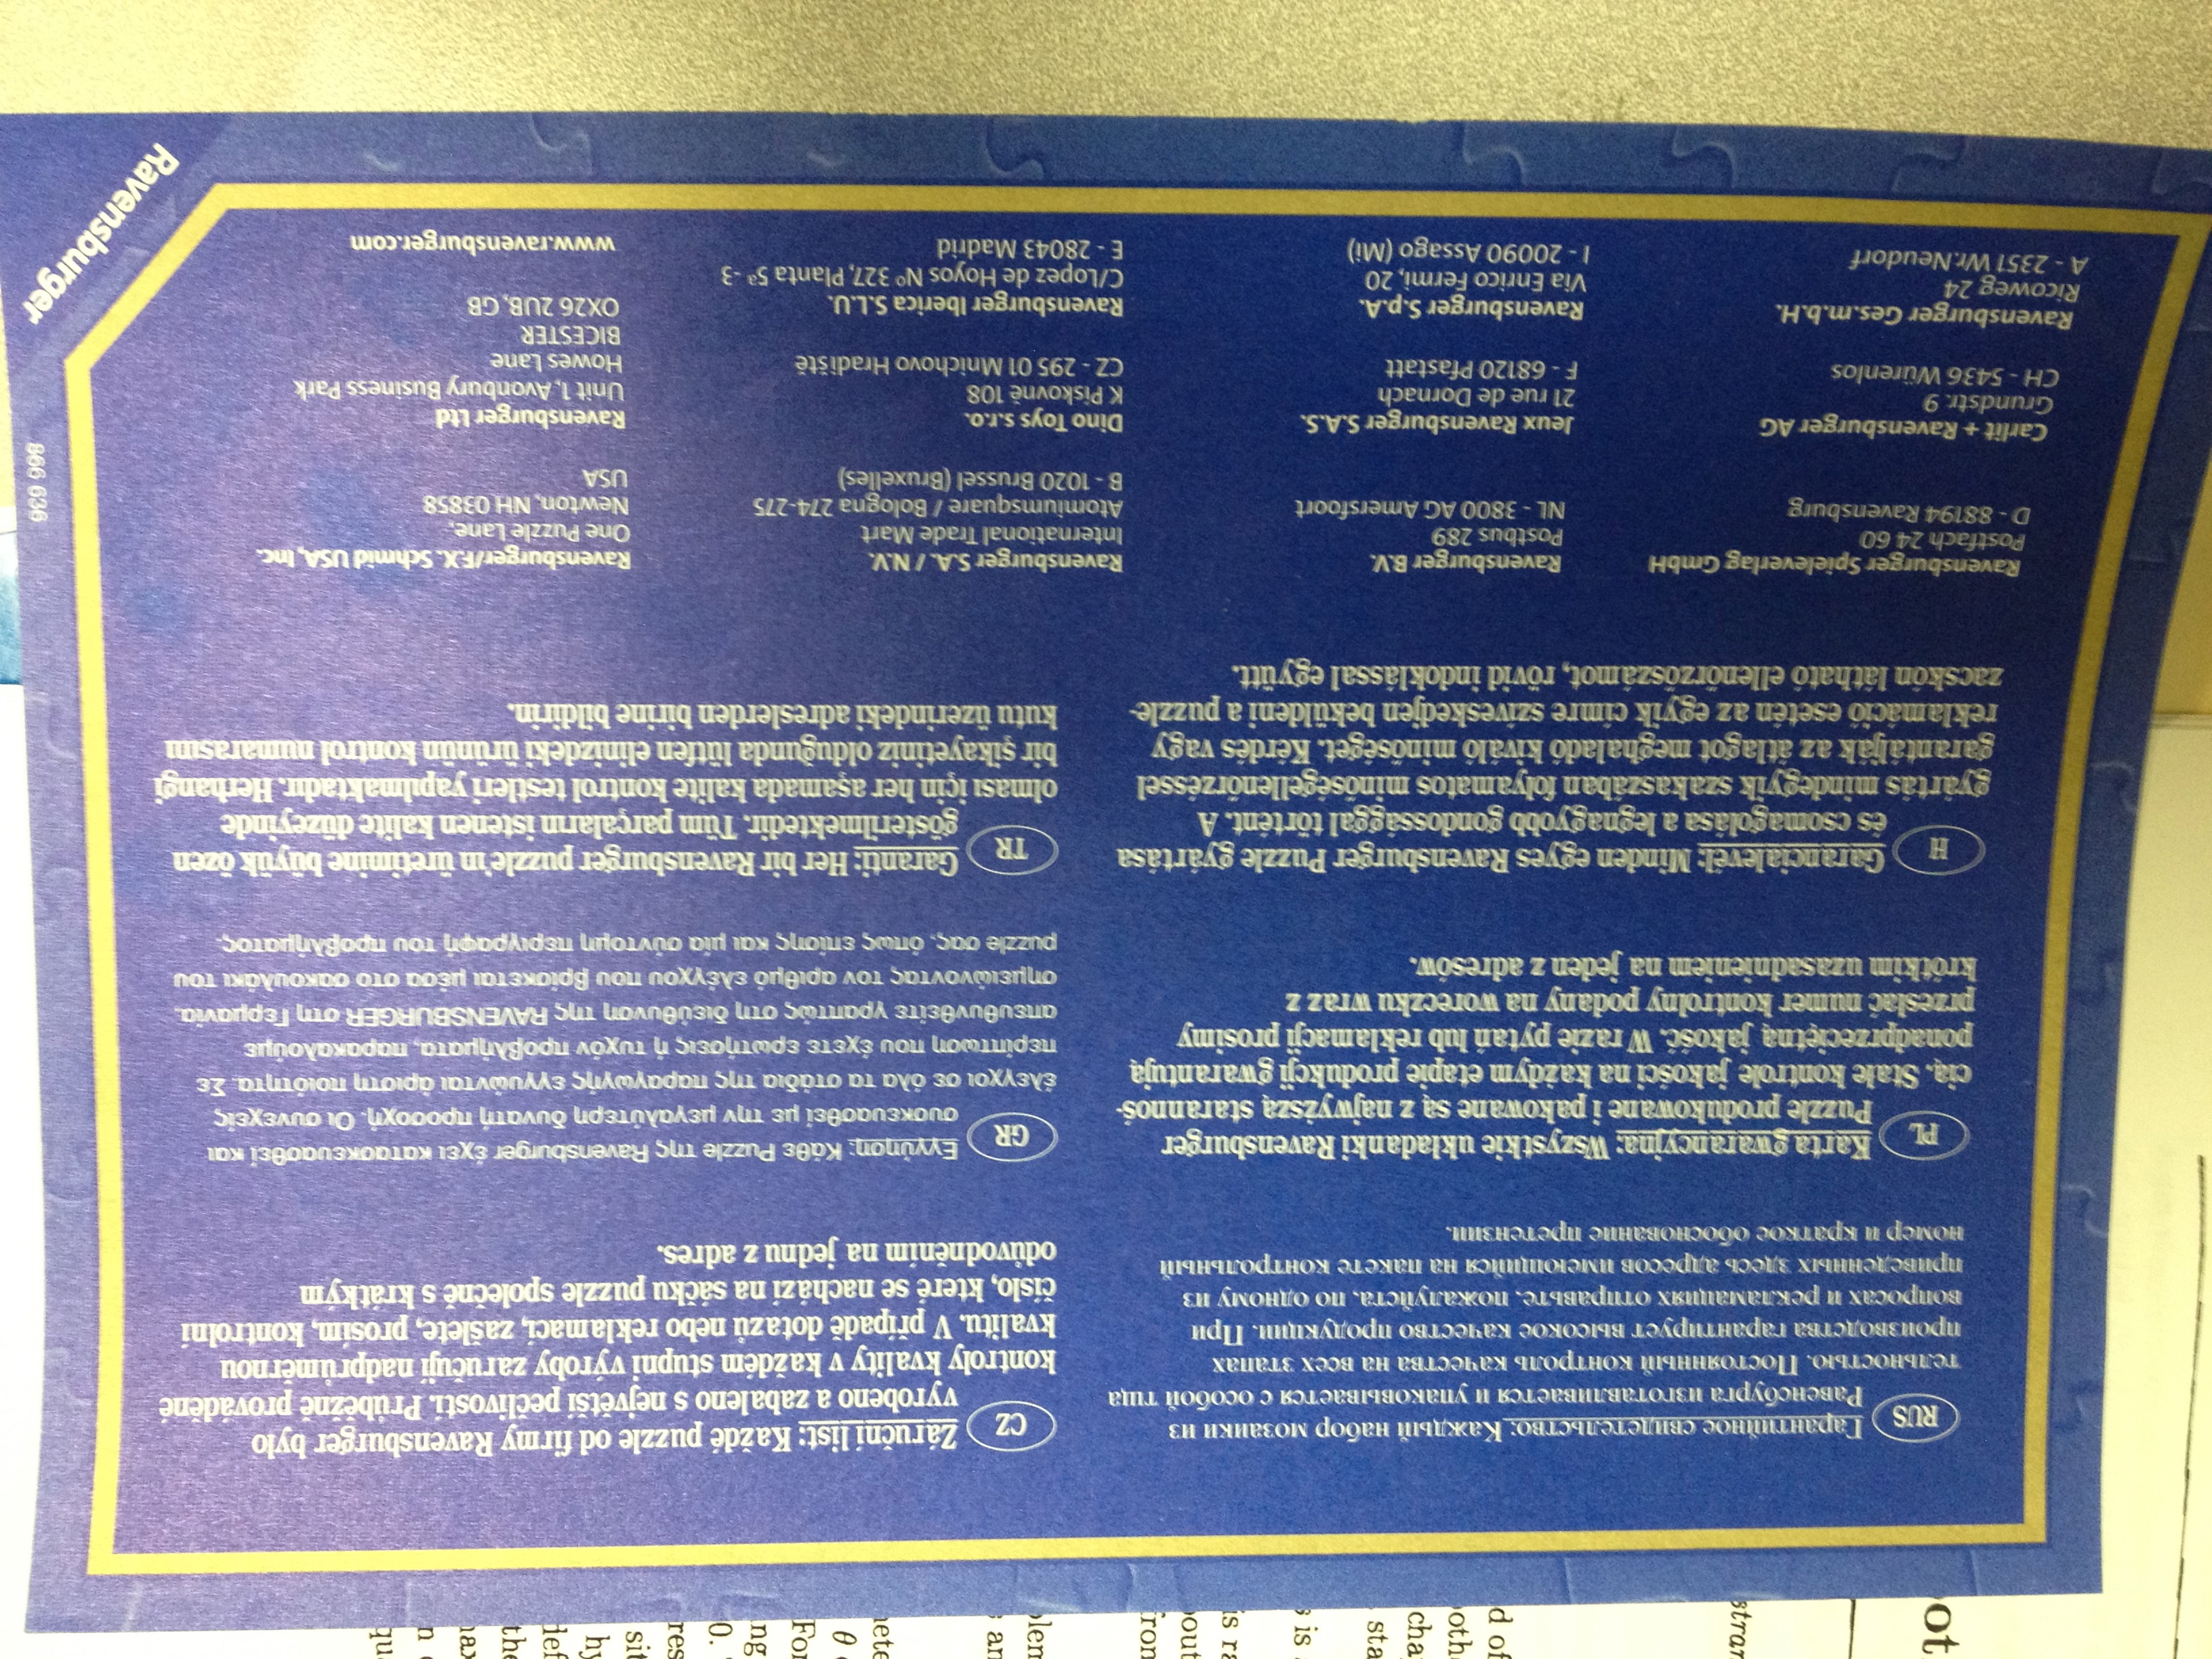 RUS
Гарантийное свидетельство: Каждый набор мозаики из
Равенсбурга изготавливается и упаковывается с особой тща
тельностью. Постоянный контроль качества на всех этапах
производства гарантирует высокое качество продукции. При
вопросах и рекламациях отправьте, пожалуйста, по одному из
приведенных здесь адресов имеющийся на пакете контрольный
номер и краткое обоснование претензии.
PL
Karta gwarancyjna: Wszystkie układanki Ravensburger
Puzzle produkowane i pakowane są z najwyższą starannoś-
cią. Stałe kontrole jakości na każdym etapie produkcji gwarantują
ponadprzeciętną jakość. W razie pytań lub reklamacji prosimy
przesłać numer kontrolny podany na woreczku wraz z
krótkim uzasadnieniem na jeden z adresów.
H
Garancialevél: Minden egyes Ravensburger Puzzle gyártása
és csomagolása a legnagyobb gondossággal történt. A
gyártás mindegyik szakaszában folyamatos minőségellenőrzéssel
garantáljàk az átlagot meghaladó kiváló minőséget. Kérdés vagy
reklamáció esetén az egyik címre szíveskedjen beküldeni a puzzle-
zacskón látható ellenőrzőszámot, rövid indoklással együtt.
CZ
Záruční list: Každé puzzle od firmy Ravensburger bylo
vyrobeno a zabaleno s největší pečlivostí. Průběžně prováděné
kontroly kvality v každém stupni výroby zaručují nadprůměrnou
kvalitu. V případě dotazů nebo reklamací, zašlete, prosím, kontrolní
číslo, které se nachází na sáčku puzzle společně s krátkým
odůvodněním na jednu z adres.
GR
Εγγύηση: Κάθε Puzzle της Ravensburger έχει κατασκευασθεί και
συσκευασθεί με την μεγαλύτερη δυνατή προσοχή. Οι συνεχείς
έλεγχοι σε όλα τα στάδια της παραγωγής εγγυώνται άριστη ποιότητα. Σε
περίπτωση που έχετε ερωτήσεις ή τυχόν προβλήματα, παρακαλούμε
απευθυνθείτε γραπτώς στη διεύθυνση της RAVENSBURGER στη Γερμανία,
σημειώνοντας τον αριθμό ελέγχου που βρίσκεται μέσα στο σακουλάκι του
puzzle σας, όπως επίσης και μία σύντομη περιγραφή του προβλήματος.
TR
Garanti: Her bir Ravensburger puzzle'ın üretimine büyük özen
gösterilmektedir. Tüm parçaların istenen kalite düzeyinde
olması için her aşamada kalite kontrol testleri yapılmaktadır. Herhangi
bir şikayetiniz olduğunda lütfen elinizdeki ürünün kontrol numarasını
kutu üzerindeki adreslerden birine bildirin.
Ravensburger Spieleverlag GmbH
Postfach 24 60
D - 88194 Ravensburg
Carlit + Ravensburger AG
Grundstr. 9
CH - 5436 Würenlos
Ravensburger Ges.m.b.H.
Ricoweg 24
A - 2351 Wr.Neudorf
Ravensburger B.V.
Postbus 289
NL - 3800 AG Amersfoort
Jeux Ravensburger S.A.S.
21 rue de Dornach
F - 68120 Pfastatt
Ravensburger S.p.A.
Via Enrico Fermi, 20
I - 20090 Assago (Mi)
Ravensburger S.A. / N.V.
International Trade Mart
Atomiumsquare / Bologna 274-275
B - 1020 Brussel (Bruxelles)
Dino Toys s.r.o.
K Pískovně 108
CZ - 295 01 Mnichovo Hradiště
Ravensburger Iberica S.L.U.
C/Lopez de Hoyos Nº 327, Planta 5ª -3
E - 28043 Madrid
Ravensburger/F.X. Schmid USA, Inc.
One Puzzle Lane,
Newton, NH 03858
USA
Ravensburger Ltd
Unit 1, Avonbury Business Park
Howes Lane
BICESTER
OX26 2UB, GB
www.ravensburger.com
866 636
Ravensburger